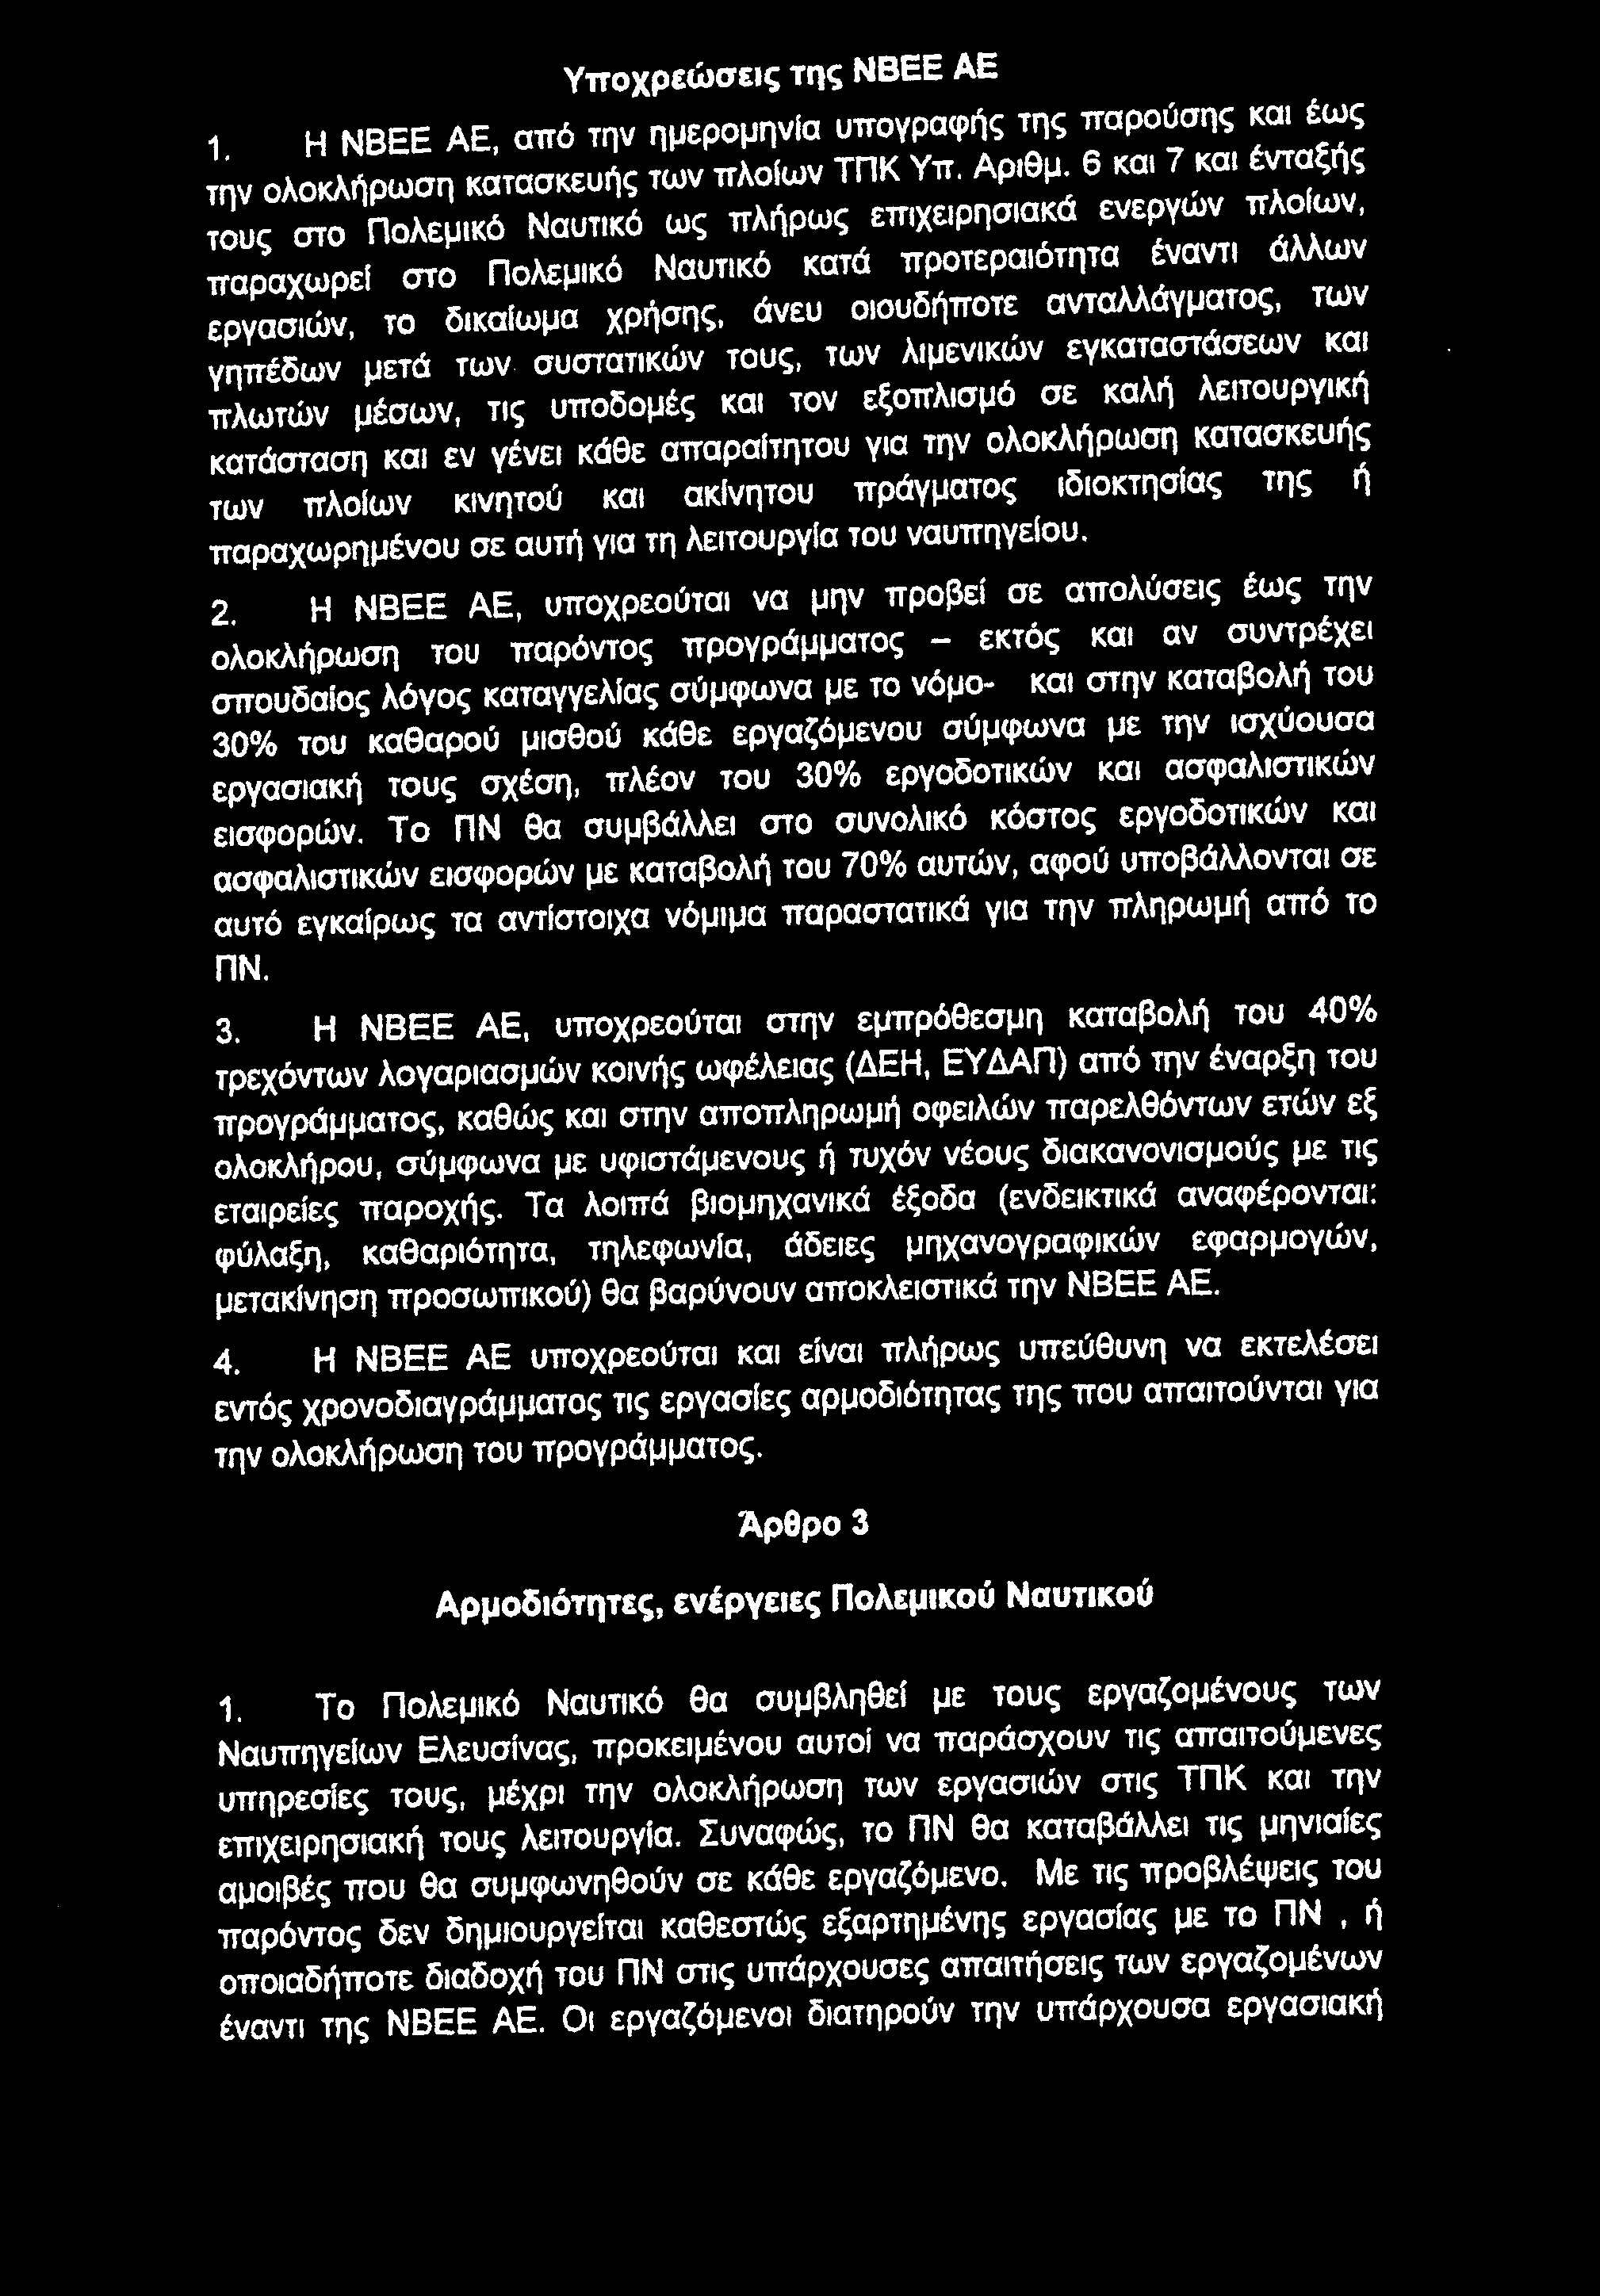 Υποχρεώσεις της ΝΒΕΕ ΑΕ
1. Η ΝΒΕΕ ΑΕ, από την ημερομηνία υπογραφής της παρούσης και έως
την ολοκλήρωση κατασκευής των πλοίων ΤΠΚ Υπ. Αριθμ. 6 και 7 και ένταξής
τους στο Πολεμικό Ναυτικό ως πλήρως επιχειρησιακά ενεργών πλοίων,
παραχωρεί στο Πολεμικό Ναυτικό κατά προτεραιότητα έναντι άλλων
εργασιών, το δικαίωμα χρήσης, άνευ οιουδήποτε ανταλλάγματος, των
γηπέδων μετά των συστατικών τους, των λιμενικών εγκαταστάσεων και
πλωτών μέσων, τις υποδομές και τον εξοπλισμό σε καλή λειτουργική
κατάσταση και εν γένει κάθε απαραίτητου για την ολοκλήρωση κατασκευής
των πλοίων κινητού και ακίνητου πράγματος ιδιοκτησίας της ή
παραχωρημένου σε αυτή για τη λειτουργία του ναυπηγείου.
2. Η ΝΒΕΕ ΑΕ, υποχρεούται να μην προβεί σε απολύσεις έως την
ολοκλήρωση του παρόντος προγράμματος – εκτός και αν συντρέχει
σπουδαίος λόγος καταγγελίας σύμφωνα με το νόμο- και στην καταβολή του
30% του καθαρού μισθού κάθε εργαζόμενου σύμφωνα με την ισχύουσα
εργασιακή τους σχέση, πλέον του 30% εργοδοτικών και ασφαλιστικών
εισφορών. Το ΠΝ θα συμβάλλει στο συνολικό κόστος εργοδοτικών και
ασφαλιστικών εισφορών με καταβολή του 70% αυτών, αφού υποβάλλονται σε
αυτό εγκαίρως τα αντίστοιχα νόμιμα παραστατικά για την πληρωμή από το
ΠΝ.
3. Η ΝΒΕΕ ΑΕ, υποχρεούται στην εμπρόθεσμη καταβολή του 40%
τρεχόντων λογαριασμών κοινής ωφέλειας (ΔΕΗ, ΕΥΔΑΠ) από την έναρξη του
προγράμματος, καθώς και στην αποπληρωμή οφειλών παρελθόντων ετών εξ
ολοκλήρου, σύμφωνα με υφιστάμενους ή τυχόν νέους διακανονισμούς με τις
εταιρείες παροχής. Τα λοιπά βιομηχανικά έξοδα (ενδεικτικά αναφέρονται:
φύλαξη, καθαριότητα, τηλεφωνία, άδειες μηχανογραφικών εφαρμογών,
μετακίνηση προσωπικού) θα βαρύνουν αποκλειστικά την ΝΒΕΕ ΑΕ.
4. Η ΝΒΕΕ ΑΕ υποχρεούται και είναι πλήρως υπεύθυνη να εκτελέσει
εντός χρονοδιαγράμματος τις εργασίες αρμοδιότητας της που απαιτούνται για
την ολοκλήρωση του προγράμματος.
Άρθρο 3
Αρμοδιότητες, ενέργειες Πολεμικού Ναυτικού
1. Το Πολεμικό Ναυτικό θα συμβληθεί με τους εργαζομένους των
Ναυπηγείων Ελευσίνας, προκειμένου αυτοί να παράσχουν τις απαιτούμενες
υπηρεσίες τους, μέχρι την ολοκλήρωση των εργασιών στις ΤΠΚ και την
επιχειρησιακή τους λειτουργία. Συναφώς, το ΠΝ θα καταβάλλει τις μηνιαίες
αμοιβές που θα συμφωνηθούν σε κάθε εργαζόμενο. Με τις προβλέψεις του
παρόντος δεν δημιουργείται καθεστώς εξαρτημένης εργασίας με το ΠΝ , ή
οποιαδήποτε διαδοχή του ΠΝ στις υπάρχουσες απαιτήσεις των εργαζομένων
έναντι της ΝΒΕΕ ΑΕ. Οι εργαζόμενοι διατηρούν την υπάρχουσα εργασιακή